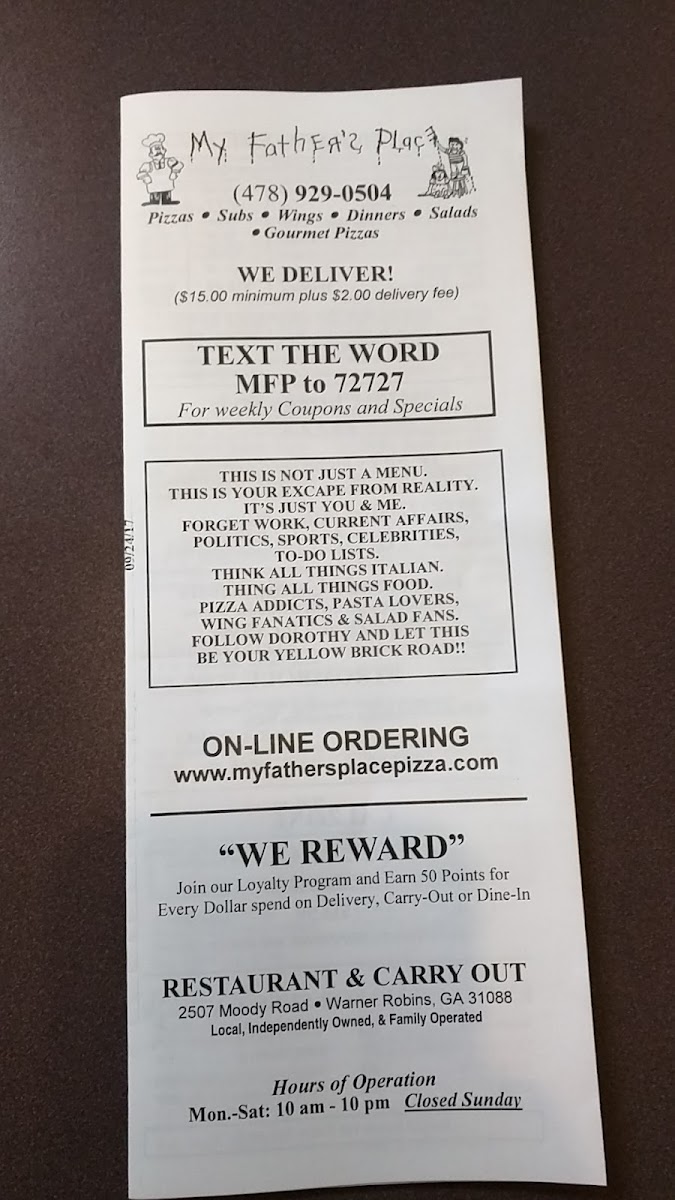 My FatHER'S PLacE
(478) 929-0504
Pizzas • Subs • Wings • Dinners • Salads
• Gourmet Pizzas
WE DELIVER!
($15.00 minimum plus $2.00 delivery fee)
TEXT THE WORD
MFP to 72727
For weekly Coupons and Specials
THIS IS NOT JUST A MENU.
THIS IS YOUR EXCAPE FROM REALITY.
IT'S JUST YOU & ME.
FORGET WORK, CURRENT AFFAIRS,
POLITICS, SPORTS, CELEBRITIES,
TO-DO LISTS.
THINK ALL THINGS ITALIAN.
THING ALL THINGS FOOD.
PIZZA ADDICTS, PASTA LOVERS,
WING FANATICS & SALAD FANS.
FOLLOW DOROTHY AND LET THIS
BE YOUR YELLOW BRICK ROAD!!
09/24/17
ON-LINE ORDERING
www.myfathersplacepizza.com
“WE REWARD”
Join our Loyalty Program and Earn 50 Points for
Every Dollar spend on Delivery, Carry-Out or Dine-In
RESTAURANT & CARRY OUT
2507 Moody Road • Warner Robins, GA 31088
Local, Independently Owned, & Family Operated
Hours of Operation
Mon.-Sat: 10 am - 10 pm Closed Sunday